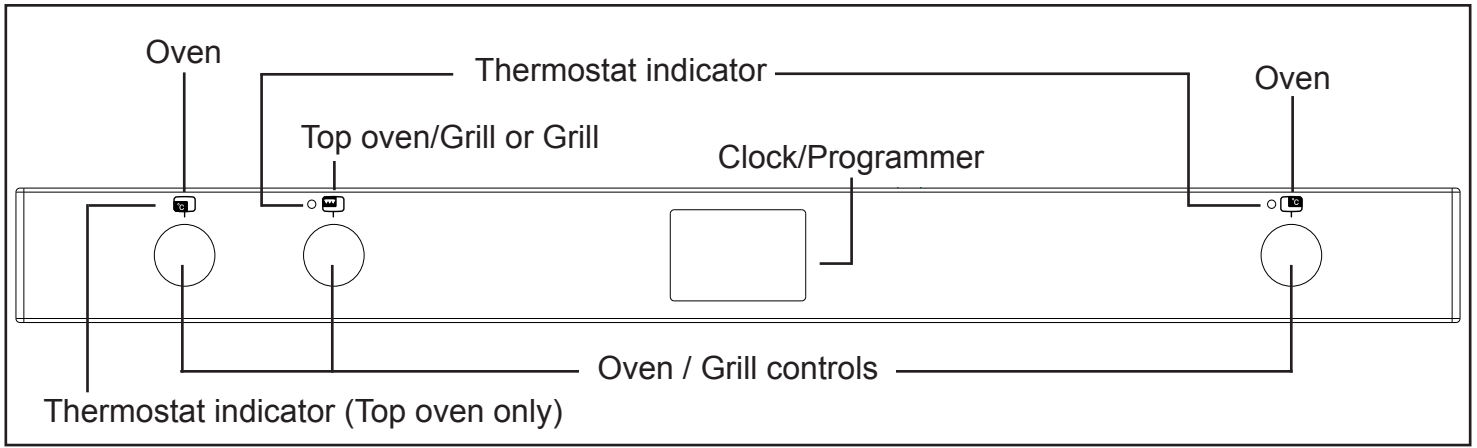 Oven
Thermostat indicator
Oven
Top oven/Grill or Grill
Clock/Programmer
°C
°C
Oven / Grill controls
Thermostat indicator (Top oven only)